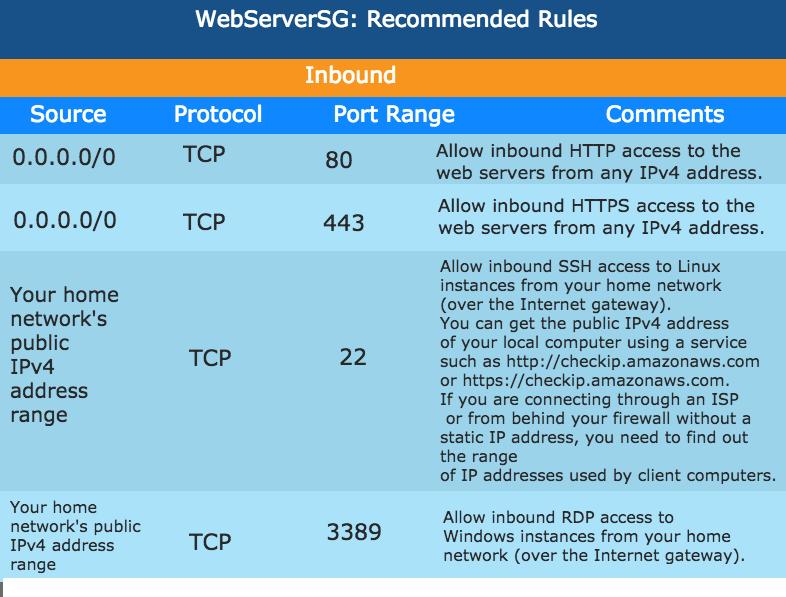 WebServerSG: Recommended Rules
Inbound
Source Protocol Port Range Comments
0.0.0.0/0 TCP 80
Allow inbound HTTP access to the
web servers from any IPv4 address.
0.0.0.0/0 TCP 443
Allow inbound HTTPS access to the
web servers from any IPv4 address.
Your home
network's
public
IPv4
address
range
TCP
22
Allow inbound SSH access to Linux
instances from your home network
(over the Internet gateway).
You can get the public IPv4 address
of your local computer using a service
such as http://checkip.amazonaws.com
or https://checkip.amazonaws.com.
If you are connecting through an ISP
or from behind your firewall without a
static IP address, you need to find out
the range
of IP addresses used by client computers.
Your home
network's public
IPv4 address
range
TCP
3389
Allow inbound RDP access to
Windows instances from your home
network (over the Internet gateway).